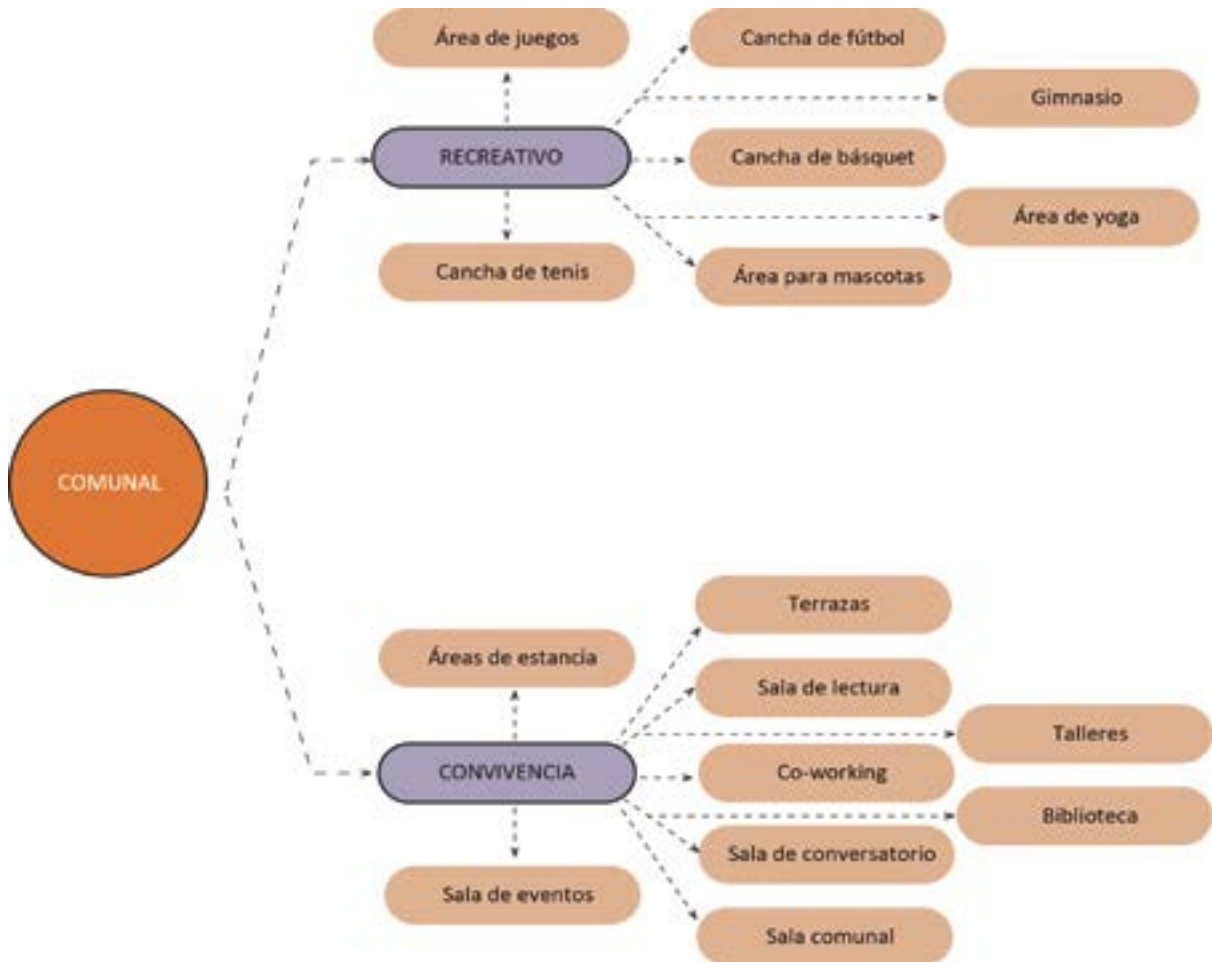 Área de juegos
Cancha de fútbol
Gimnasio
RECREATIVO
Cancha de básquet
Área de yoga
Cancha de tenis
Área para mascotas
COMUNAL
Terrazas
Áreas de estancia
Sala de lectura
Talleres
CONVIVENCIA
Co-working
Biblioteca
Sala de conversatorio
Sala de eventos
Sala comunal